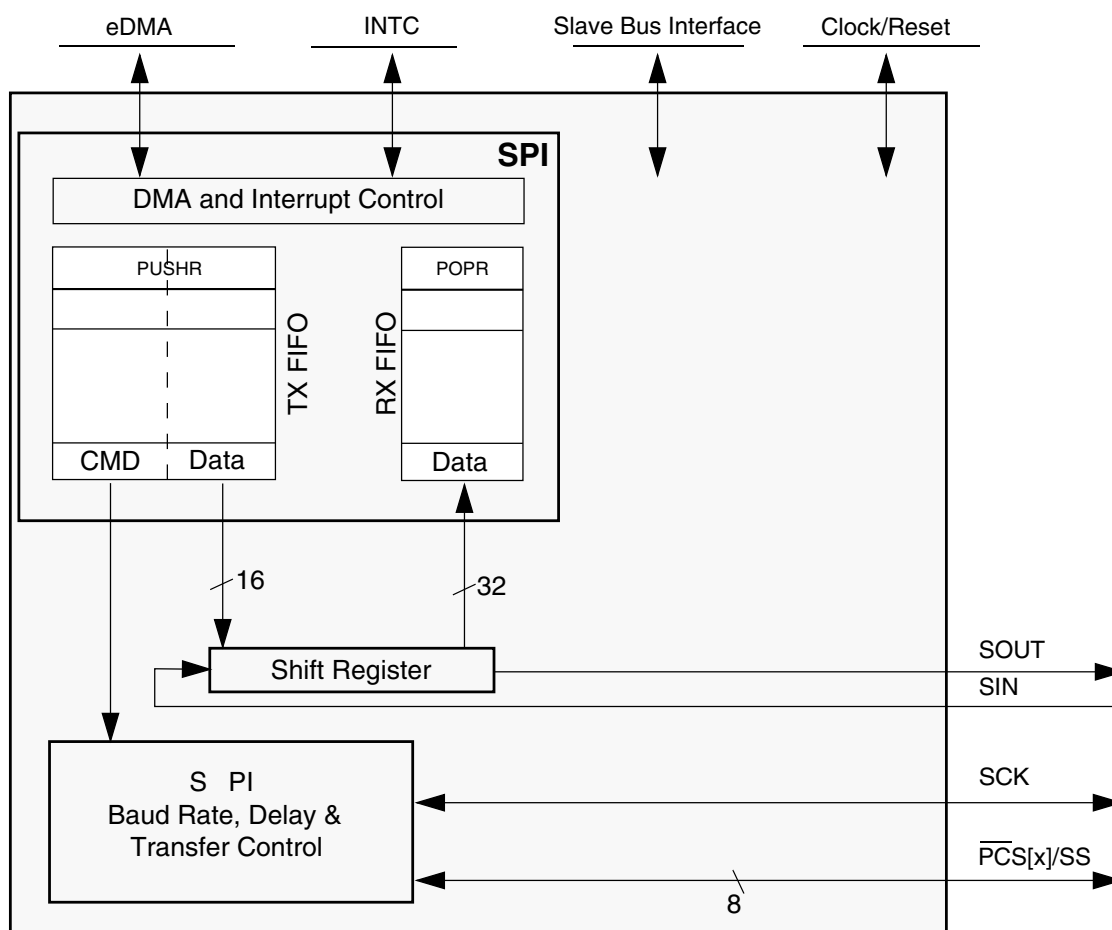 eDMA
INTC
Slave Bus Interface
Clock/Reset
SPI
DMA and Interrupt Control
PUSHR
POPR
TX FIFO
RX FIFO
CMD
Data
Data
16
32
Shift Register
SOUT
SIN
S PI
Baud Rate, Delay &
Transfer Control
SCK
PCS[x]/SS
8